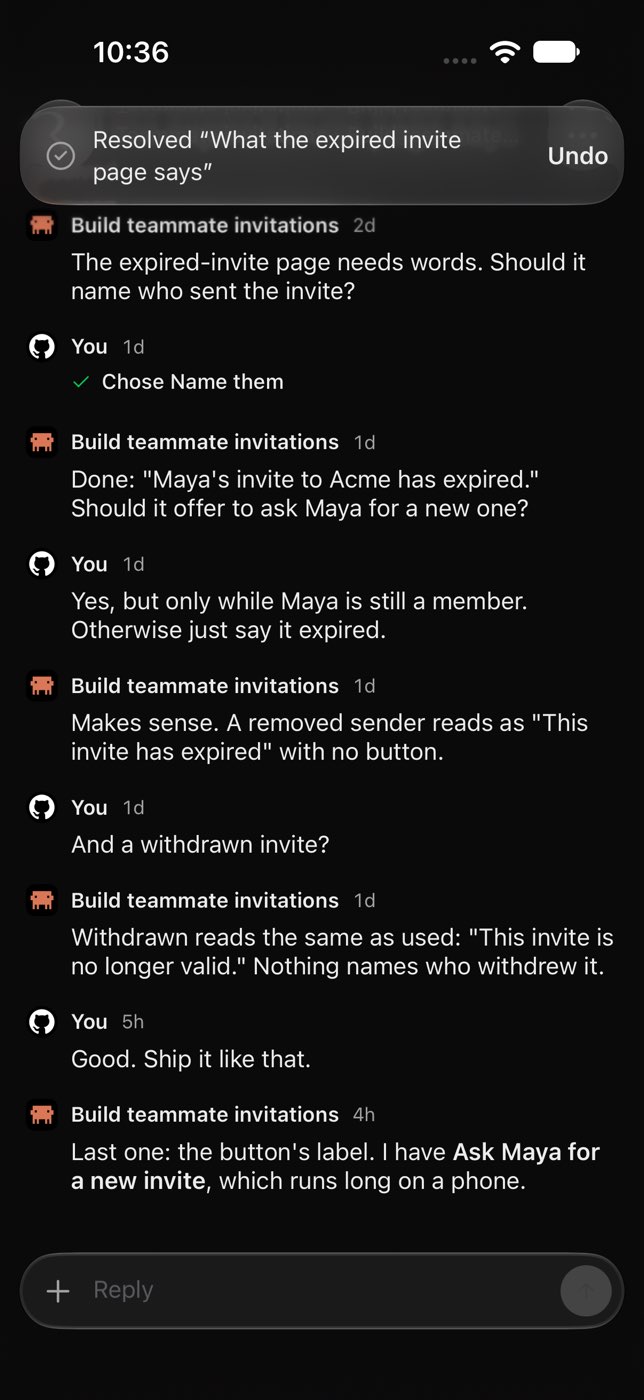 10:36
Resolved “What the expired invite
page says”
Undo
Build teammate invitations 2d
The expired-invite page needs words. Should it
name who sent the invite?
You 1d
Chose Name them
Build teammate invitations 1d
Done: "Maya's invite to Acme has expired."
Should it offer to ask Maya for a new one?
You 1d
Yes, but only while Maya is still a member.
Otherwise just say it expired.
Build teammate invitations 1d
Makes sense. A removed sender reads as "This
invite has expired" with no button.
You 1d
And a withdrawn invite?
Build teammate invitations 1d
Withdrawn reads the same as used: "This invite is
no longer valid." Nothing names who withdrew it.
You 5h
Good. Ship it like that.
Build teammate invitations 4h
Last one: the button's label. I have Ask Maya for
a new invite, which runs long on a phone.
Reply